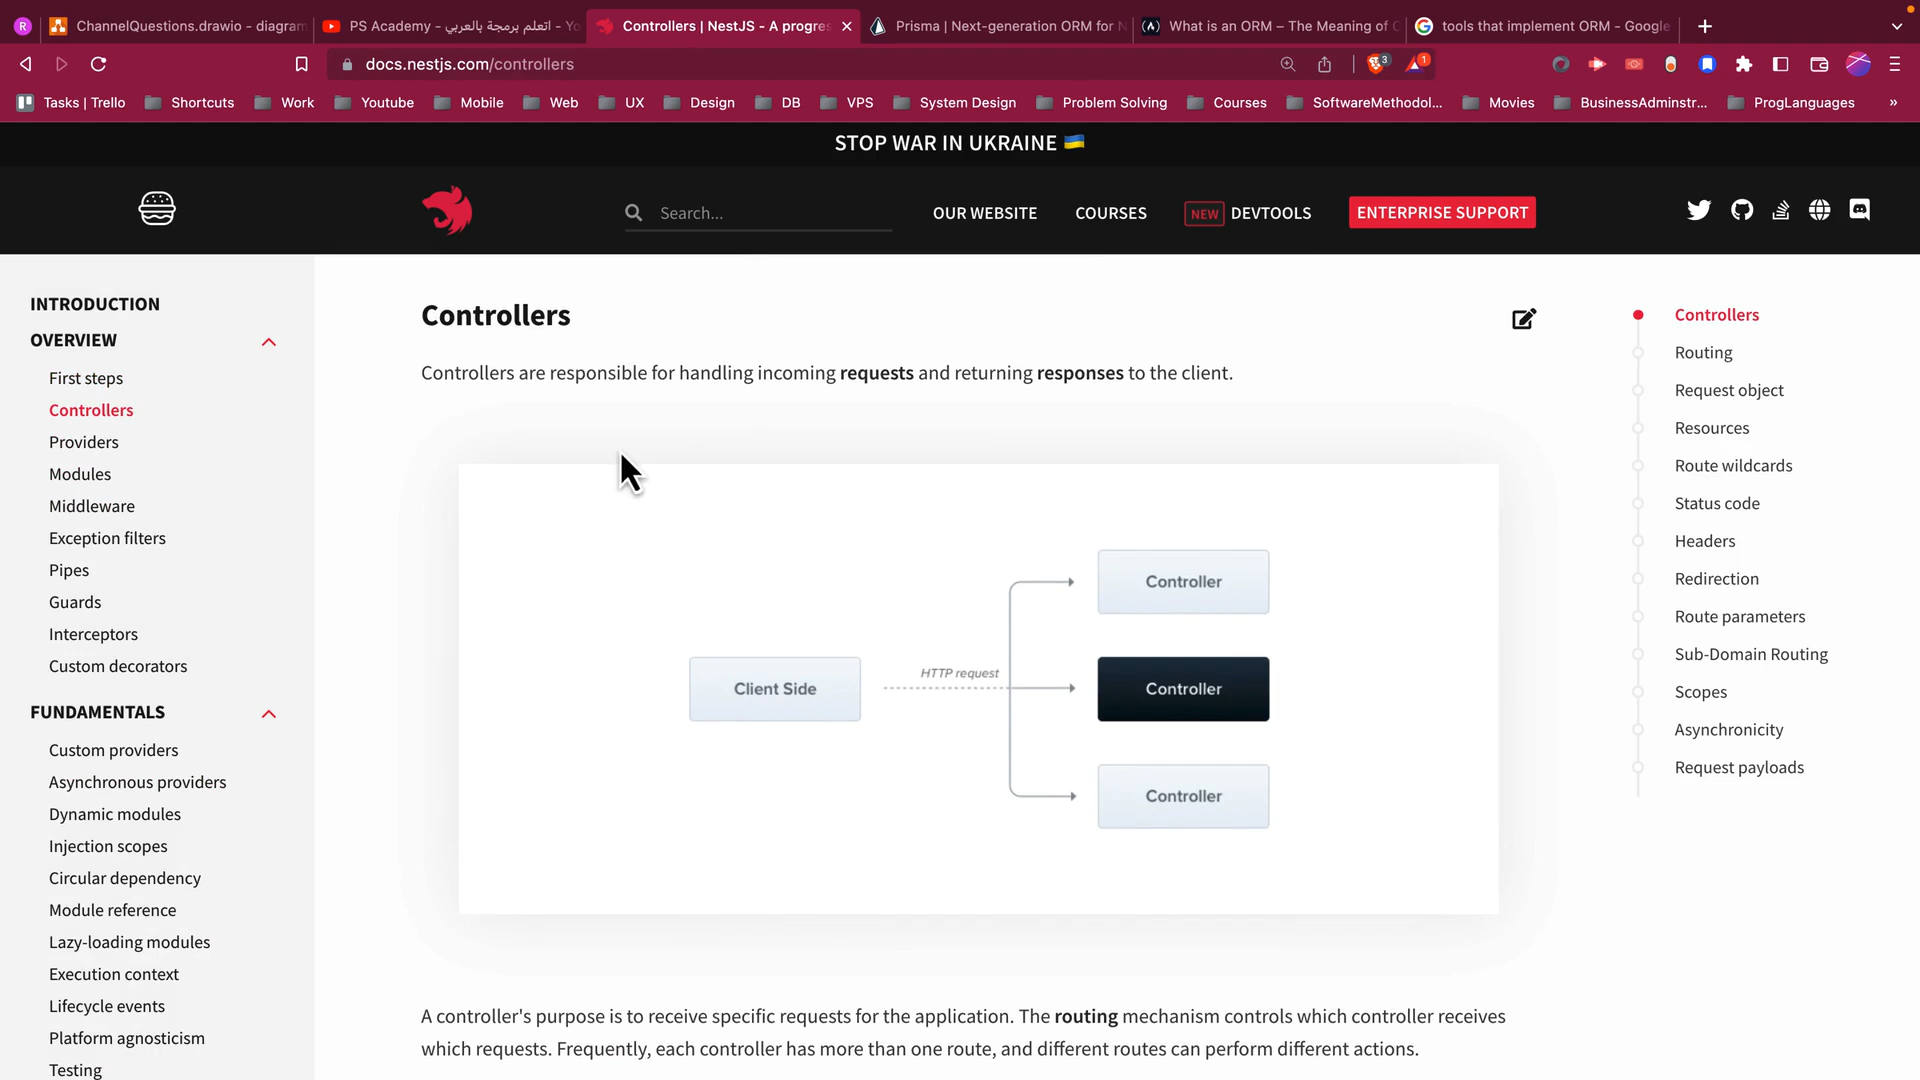 R
ChannelQuestions.drawio - diagram
PS Academy - اتعلم برمجة بالعربي - Yo
Controllers | NestJS - A progres
Prisma | Next-generation ORM for N
What is an ORM – The Meaning of O
tools that implement ORM - Google
docs.nestjs.com/controllers
3
1
Tasks | Trello
Shortcuts
Work
Youtube
Mobile
Web
UX
Design
DB
VPS
System Design
Problem Solving
Courses
SoftwareMethodol...
Movies
BusinessAdminstr...
ProgLanguages
»
STOP WAR IN UKRAINE 🇺🇦
Search...
OUR WEBSITE
COURSES
NEW DEVTOOLS
ENTERPRISE SUPPORT
INTRODUCTION
OVERVIEW
First steps
Controllers
Providers
Modules
Middleware
Exception filters
Pipes
Guards
Interceptors
Custom decorators
FUNDAMENTALS
Custom providers
Asynchronous providers
Dynamic modules
Injection scopes
Circular dependency
Module reference
Lazy-loading modules
Execution context
Lifecycle events
Platform agnosticism
Testing
Controllers
Controllers are responsible for handling incoming requests and returning responses to the client.
Client Side
HTTP request
Controller
Controller
Controller
A controller's purpose is to receive specific requests for the application. The routing mechanism controls which controller receives
which requests. Frequently, each controller has more than one route, and different routes can perform different actions.
Controllers
Routing
Request object
Resources
Route wildcards
Status code
Headers
Redirection
Route parameters
Sub-Domain Routing
Scopes
Asynchronicity
Request payloads